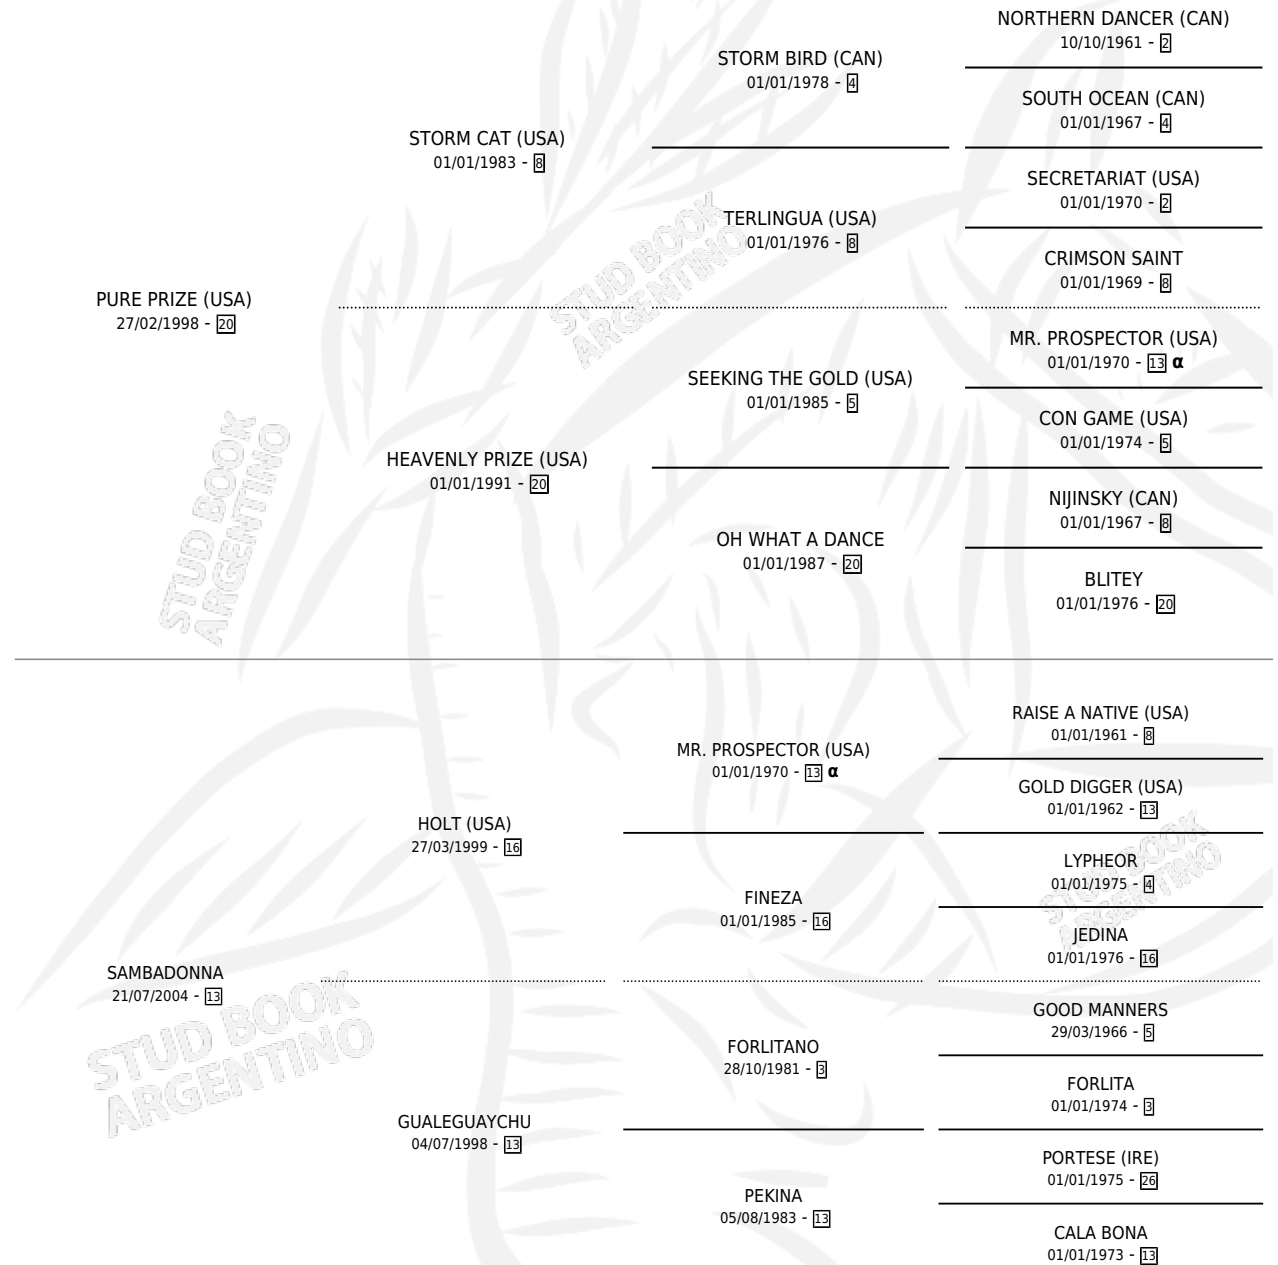 NORTHERN DANCER (CAN)
10/10/1961 - 2
STORM BIRD (CAN)
01/01/1978 - 4
SOUTH OCEAN (CAN)
01/01/1967 - 4
STORM CAT (USA)
01/01/1983 - 8
SECRETARIAT (USA)
01/01/1970 - 2
TERLINGUA (USA)
01/01/1976 - 8
CRIMSON SAINT
01/01/1969 - 8
PURE PRIZE (USA)
27/02/1998 - 20
MR. PROSPECTOR (USA)
01/01/1970 - 13 α
SEEKING THE GOLD (USA)
01/01/1985 - 5
CON GAME (USA)
01/01/1974 - 5
HEAVENLY PRIZE (USA)
01/01/1991 - 20
NIJINSKY (CAN)
01/01/1967 - 8
OH WHAT A DANCE
01/01/1987 - 20
BLITEY
01/01/1976 - 20
RAISE A NATIVE (USA)
01/01/1961 - 8
MR. PROSPECTOR (USA)
01/01/1970 - 13 α
GOLD DIGGER (USA)
01/01/1962 - 13
HOLT (USA)
27/03/1999 - 16
LYPHEOR
01/01/1975 - 4
FINEZA
01/01/1985 - 16
JEDINA
01/01/1976 - 16
SAMBADONNA
21/07/2004 - 13
GOOD MANNERS
29/03/1966 - 5
FORLITANO
28/10/1981 - 3
FORLITA
01/01/1974 - 3
GUALEGUAYCHU
04/07/1998 - 13
PORTESE (IRE)
01/01/1975 - 26
PEKINA
05/08/1983 - 13
CALA BONA
01/01/1973 - 13
STUD BOOK
ARGENTINO
STUD BOOK
ARGENTINO
STUD BOOK
ARGENTINO
STUD BOOK
ARGENTINO